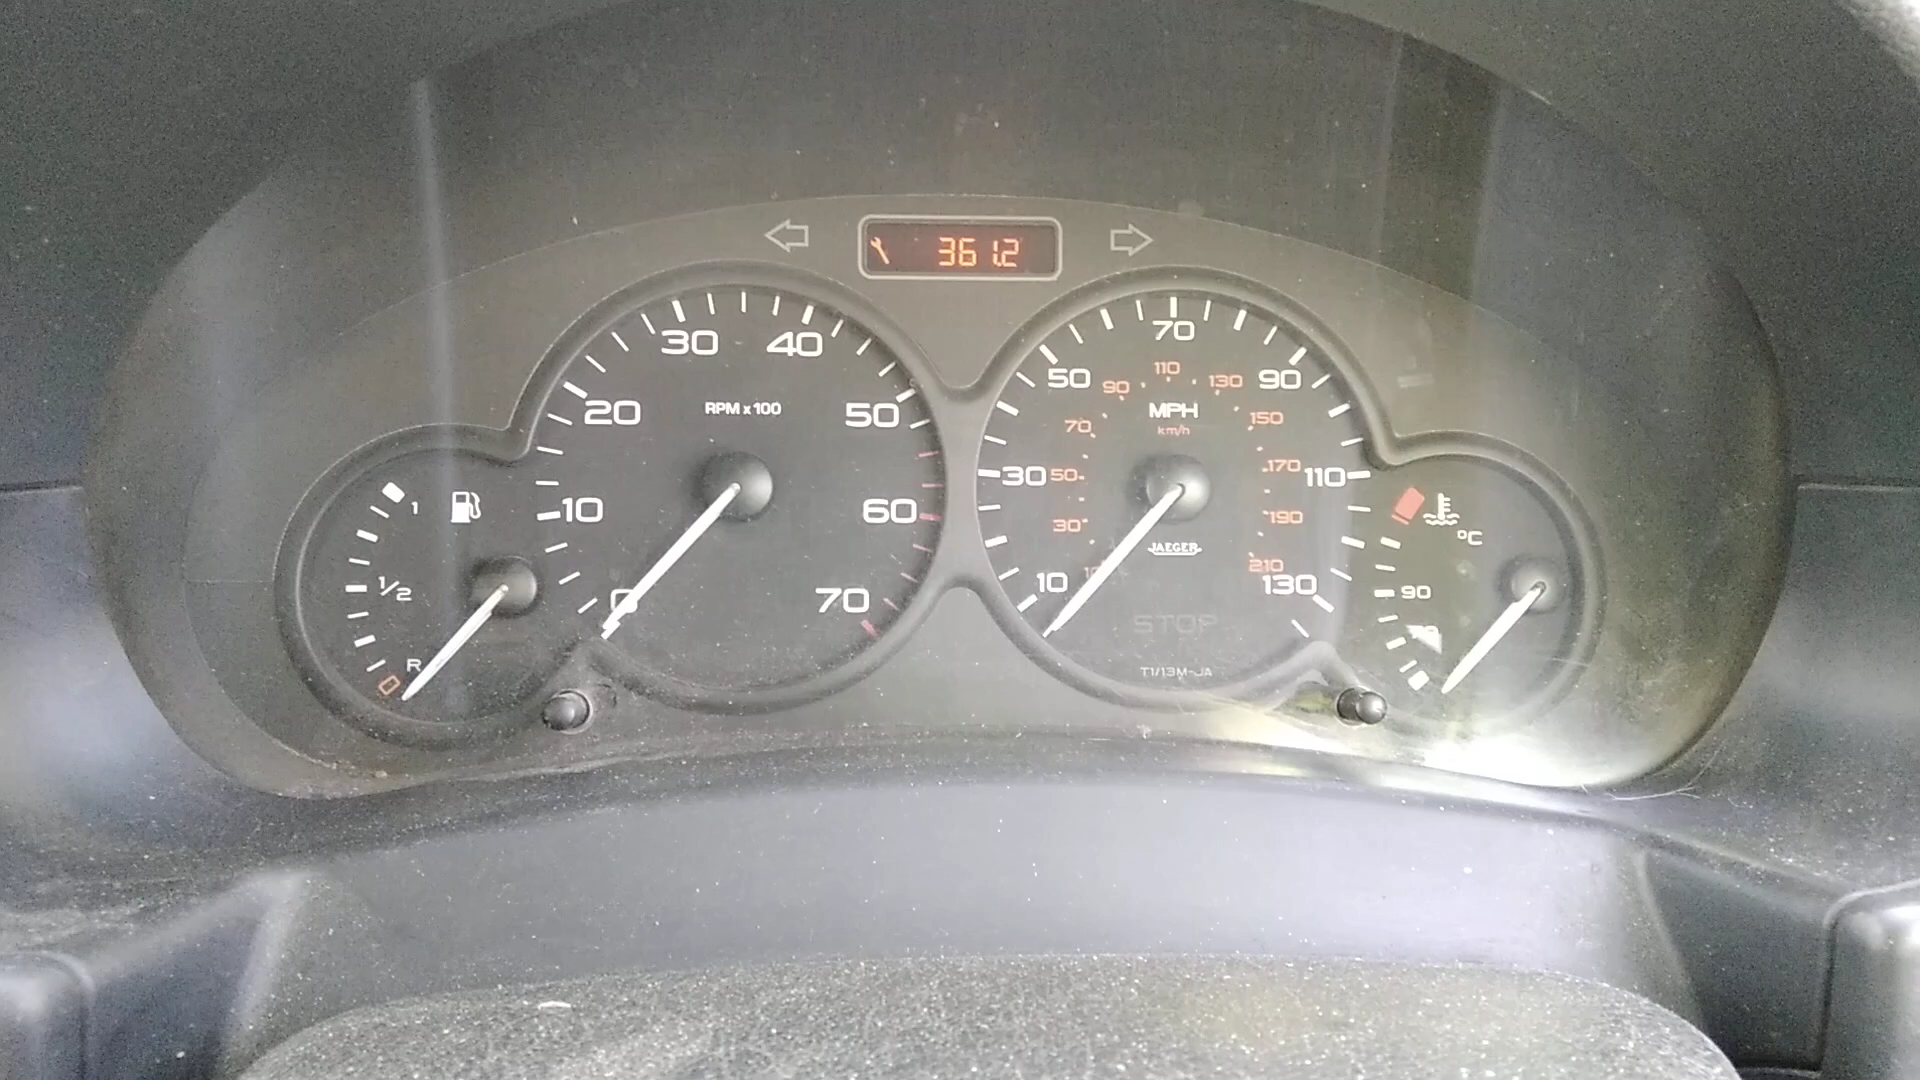 361.2
30 40
20 RPM x 100 50
10 60
0 70
70
50 90
30 MPH 110
10 130
90 110 130
70 km/h 150
50 170
30 190
210
JAEGER
STOP
T1/13M-JA
1
1/2
R
°C
90